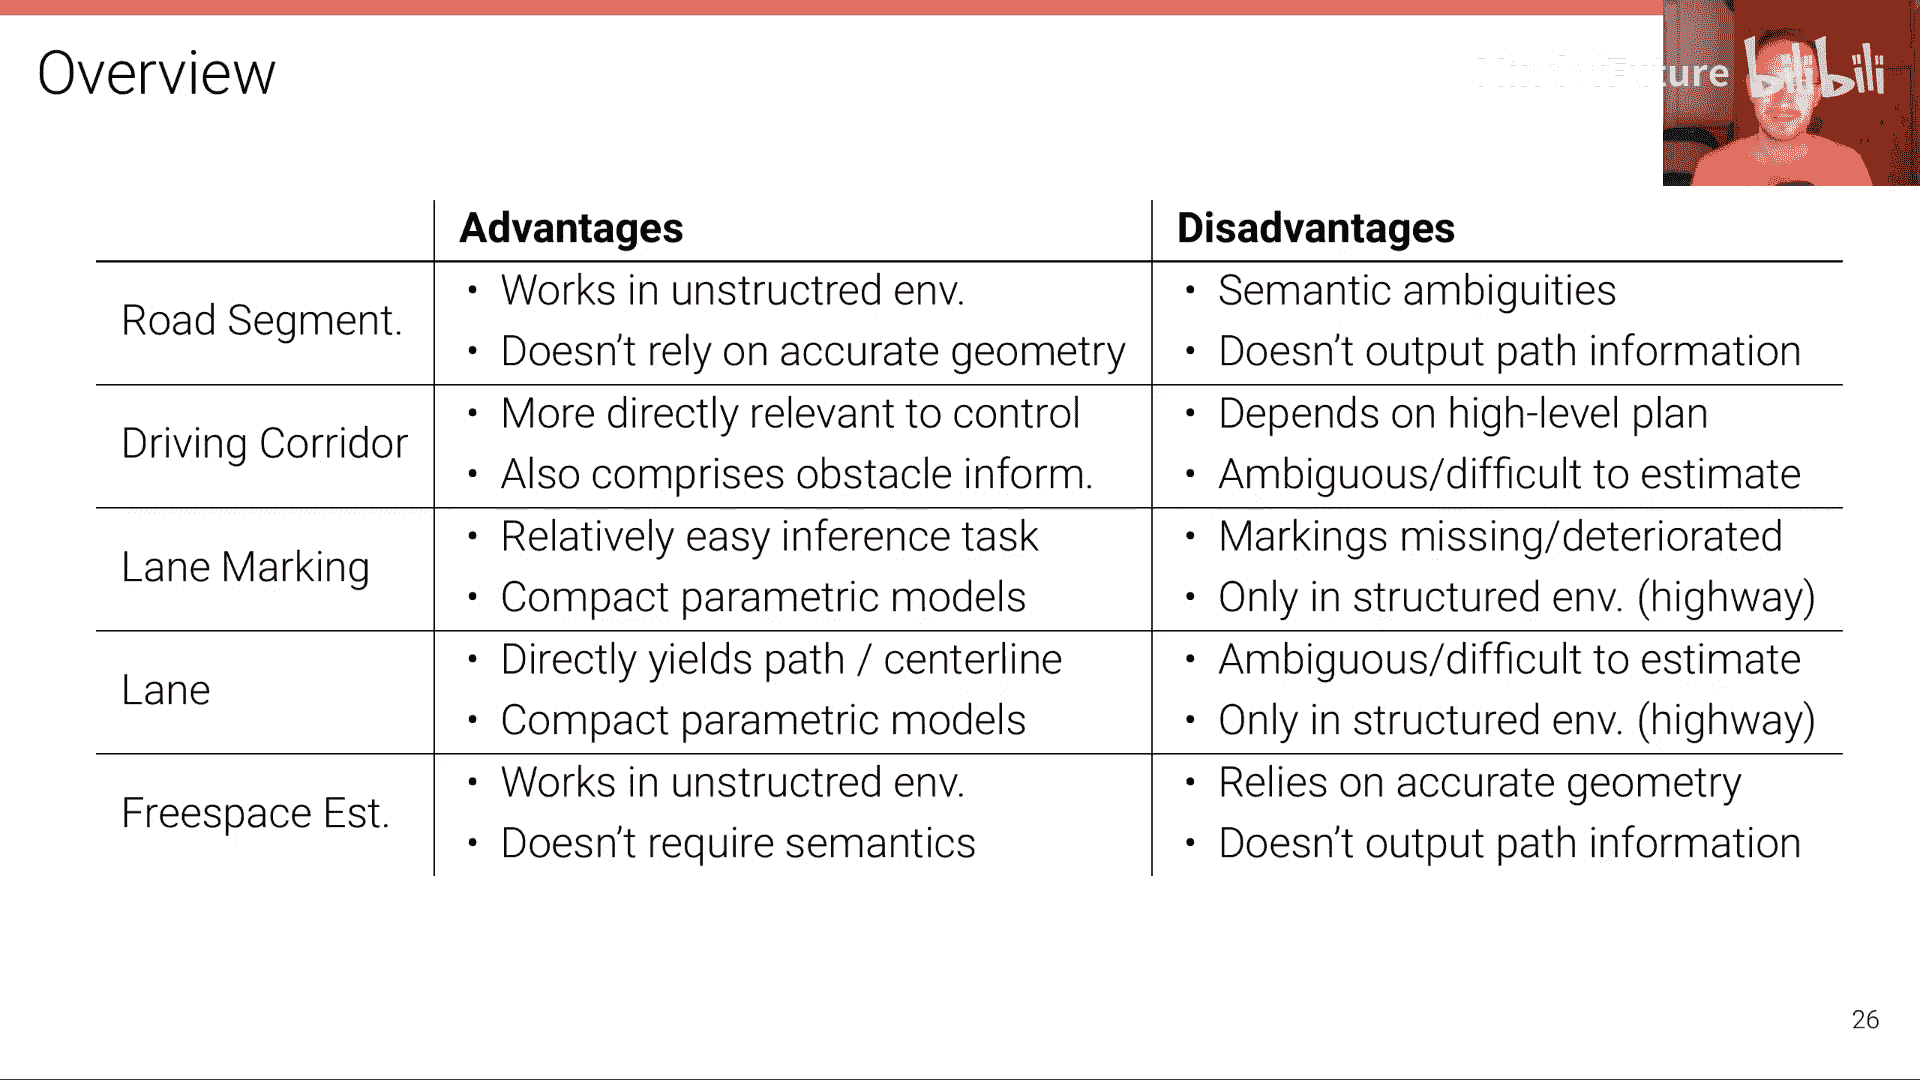 Overview
bilibili
Advantages Disadvantages
Road Segment.
• Works in unstructred env.
• Doesn't rely on accurate geometry
• Semantic ambiguities
• Doesn't output path information
Driving Corridor
• More directly relevant to control
• Also comprises obstacle inform.
• Depends on high-level plan
• Ambiguous/difficult to estimate
Lane Marking
• Relatively easy inference task
• Compact parametric models
• Markings missing/deteriorated
• Only in structured env. (highway)
Lane
• Directly yields path / centerline
• Compact parametric models
• Ambiguous/difficult to estimate
• Only in structured env. (highway)
Freespace Est.
• Works in unstructred env.
• Doesn't require semantics
• Relies on accurate geometry
• Doesn't output path information
26